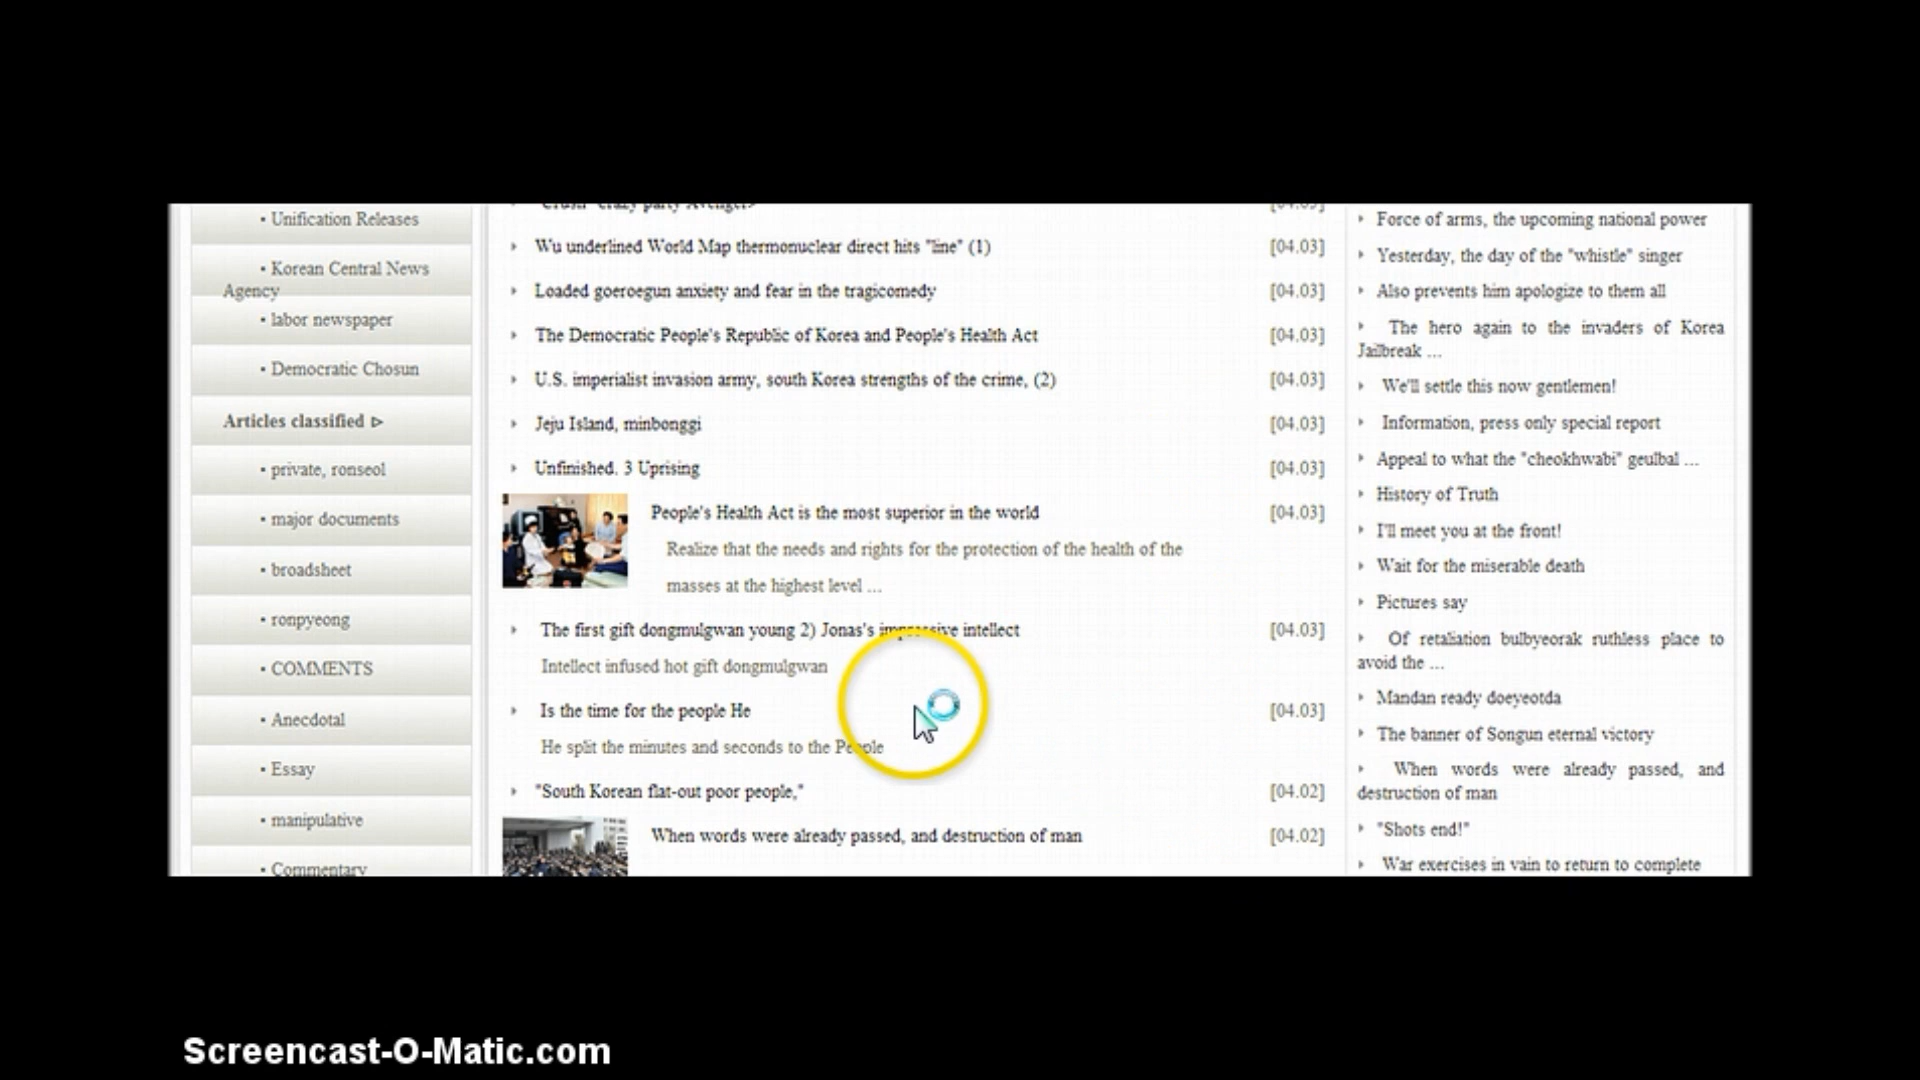 • Unification Releases
• Korean Central News
Agency
• labor newspaper
• Democratic Chosun
Articles classified ⊳
• private, ronseol
• major documents
• broadsheet
• ronpyeong
• COMMENTS
• Anecdotal
• Essay
• manipulative
• Commentary
"Crush "crazy party Avenger> [04.03]
Wu underlined World Map thermonuclear direct hits "line" (1) [04.03]
Loaded goeroegun anxiety and fear in the tragicomedy [04.03]
The Democratic People's Republic of Korea and People's Health Act [04.03]
U.S. imperialist invasion army, south Korea strengths of the crime, (2) [04.03]
Jeju Island, minbonggi [04.03]
Unfinished. 3 Uprising [04.03]
People's Health Act is the most superior in the world [04.03]
Realize that the needs and rights for the protection of the health of the
masses at the highest level ...
The first gift dongmulgwan young 2) Jonas's impressive intellect [04.03]
Intellect infused hot gift dongmulgwan
Is the time for the people He [04.03]
He split the minutes and seconds to the People
"South Korean flat-out poor people," [04.02]
When words were already passed, and destruction of man [04.02]
Force of arms, the upcoming national power
Yesterday, the day of the "whistle" singer
Also prevents him apologize to them all
The hero again to the invaders of Korea
Jailbreak ...
We'll settle this now gentlemen!
Information, press only special report
Appeal to what the "cheokhwabi" geulbal ...
History of Truth
I'll meet you at the front!
Wait for the miserable death
Pictures say
Of retaliation bulbyeorak ruthless place to
avoid the ...
Mandan ready doeyeotda
The banner of Songun eternal victory
When words were already passed, and
destruction of man
"Shots end!"
War exercises in vain to return to complete
Screencast-O-Matic.com